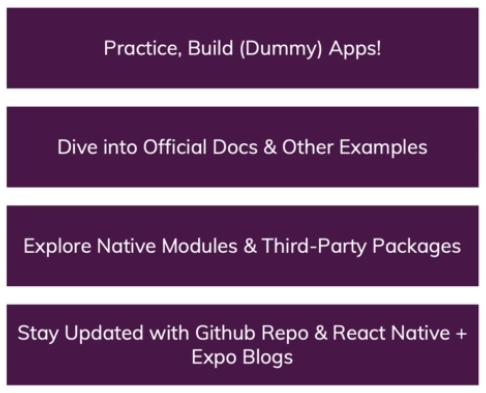 Practice, Build (Dummy) Apps!
Dive into Official Docs & Other Examples
Explore Native Modules & Third-Party Packages
Stay Updated with Github Repo & React Native +
Expo Blogs